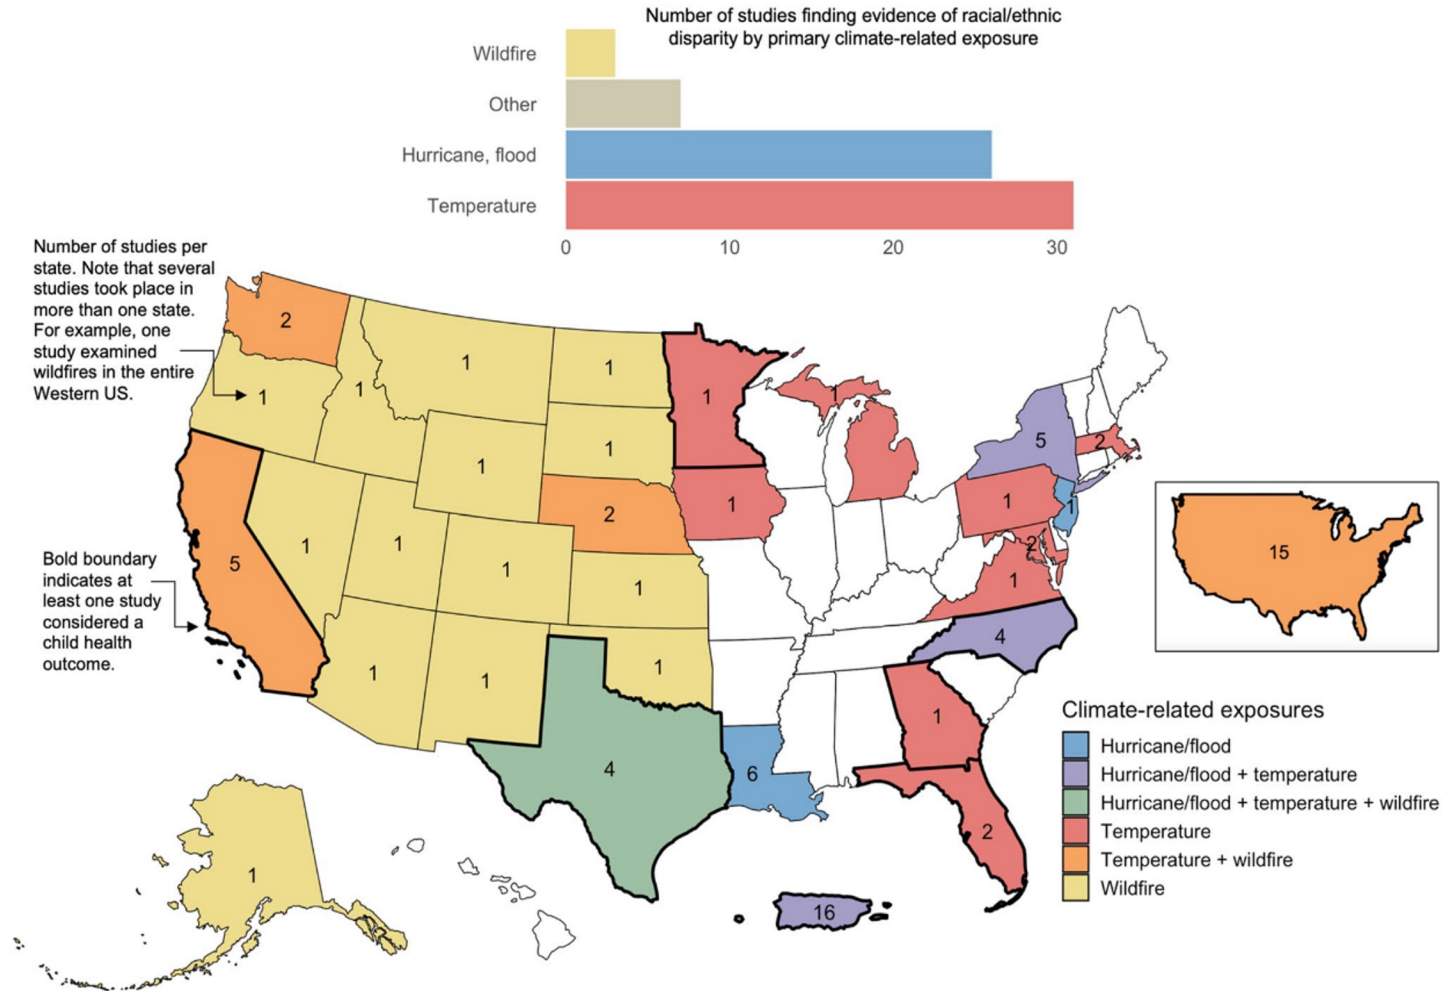 Number of studies finding evidence of racial/ethnic
disparity by primary climate-related exposure
Wildfire
Other
Hurricane, flood
Temperature
0 10 20 30
Number of studies per
state. Note that several
studies took place in
more than one state.
For example, one
study examined
wildfires in the entire
Western US.
2
1
1
1
1
1
1
1
5
2
1
1
2
1
1
1
2
1
5
1
1
1
2
15
Bold boundary
indicates at
least one study
considered a
child health
outcome.
1
1
4
1
1
1
1
4
6
2
1
16
Climate-related exposures
Hurricane/flood
Hurricane/flood + temperature
Hurricane/flood + temperature + wildfire
Temperature
Temperature + wildfire
Wildfire